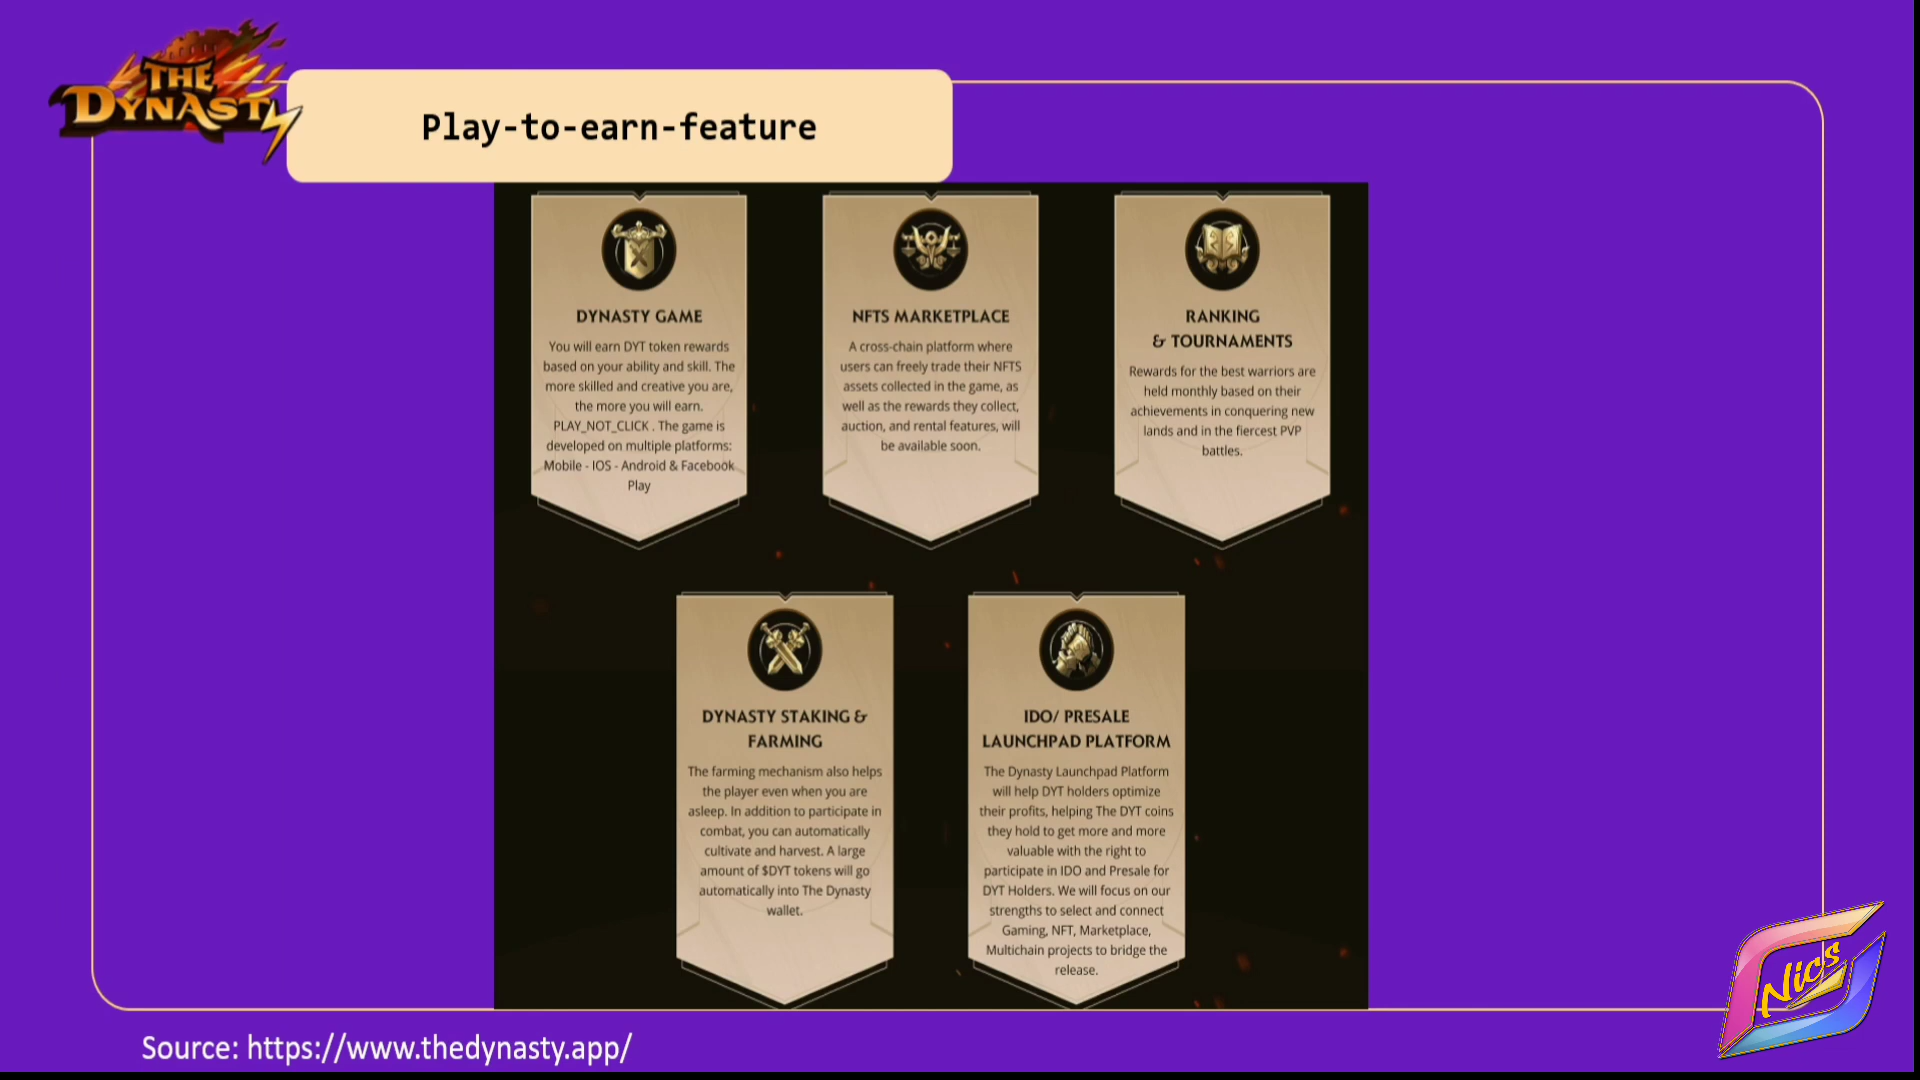 THE
DYNASTY
Play-to-earn-feature
DYNASTY GAME
You will earn DYT token rewards
based on your ability and skill. The
more skilled and creative you are,
the more you will earn.
PLAY_NOT_CLICK . The game is
developed on multiple platforms:
Mobile - IOS - Android & Facebook
Play
NFTS MARKETPLACE
A cross-chain platform where
users can freely trade their NFTS
assets collected in the game, as
well as the rewards they collect,
auction, and rental features, will
be available soon.
RANKING
& TOURNAMENTS
Rewards for the best warriors are
held monthly based on their
achievements in conquering new
lands and in the fiercest PVP
battles.
DYNASTY STAKING &
FARMING
The farming mechanism also helps
the player even when you are
asleep. In addition to participate in
combat, you can automatically
cultivate and harvest. A large
amount of $DYT tokens will go
automatically into The Dynasty
wallet.
IDO/ PRESALE
LAUNCHPAD PLATFORM
The Dynasty Launchpad Platform
will help DYT holders optimize
their profits, helping The DYT coins
they hold to get more and more
valuable with the right to
participate in IDO and Presale for
DYT Holders. We will focus on our
strengths to select and connect
Gaming, NFT, Marketplace,
Multichain projects to bridge the
release.
Nics
Source: https://www.thedynasty.app/